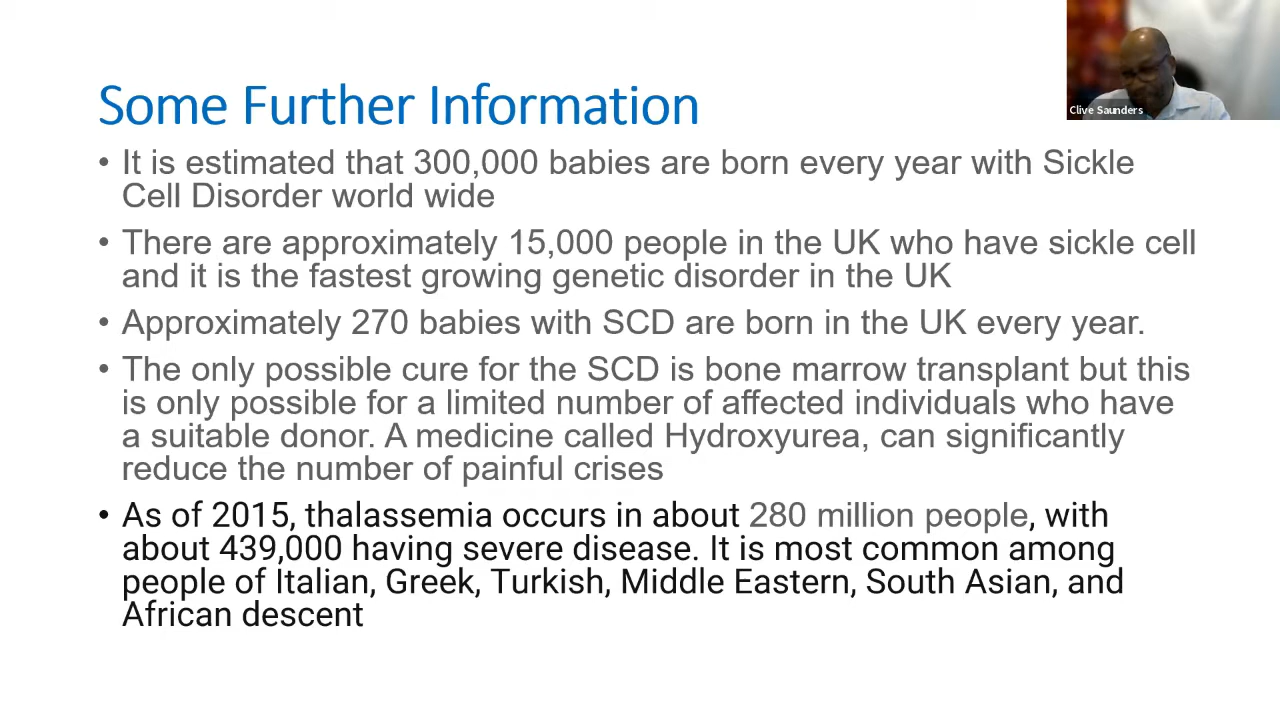 Some Further Information
Clive Saunders
• It is estimated that 300,000 babies are born every year with Sickle
Cell Disorder world wide
• There are approximately 15,000 people in the UK who have sickle cell
and it is the fastest growing genetic disorder in the UK
• Approximately 270 babies with SCD are born in the UK every year.
• The only possible cure for the SCD is bone marrow transplant but this
is only possible for a limited number of affected individuals who have
a suitable donor. A medicine called Hydroxyurea, can significantly
reduce the number of painful crises
• As of 2015, thalassemia occurs in about 280 million people, with
about 439,000 having severe disease. It is most common among
people of Italian, Greek, Turkish, Middle Eastern, South Asian, and
African descent